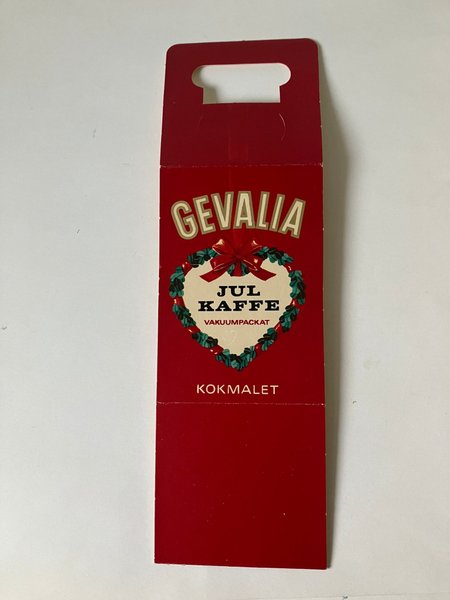 GEVALIA
JUL
KAFFE
VAKUUMPACKAT
KOKMALET